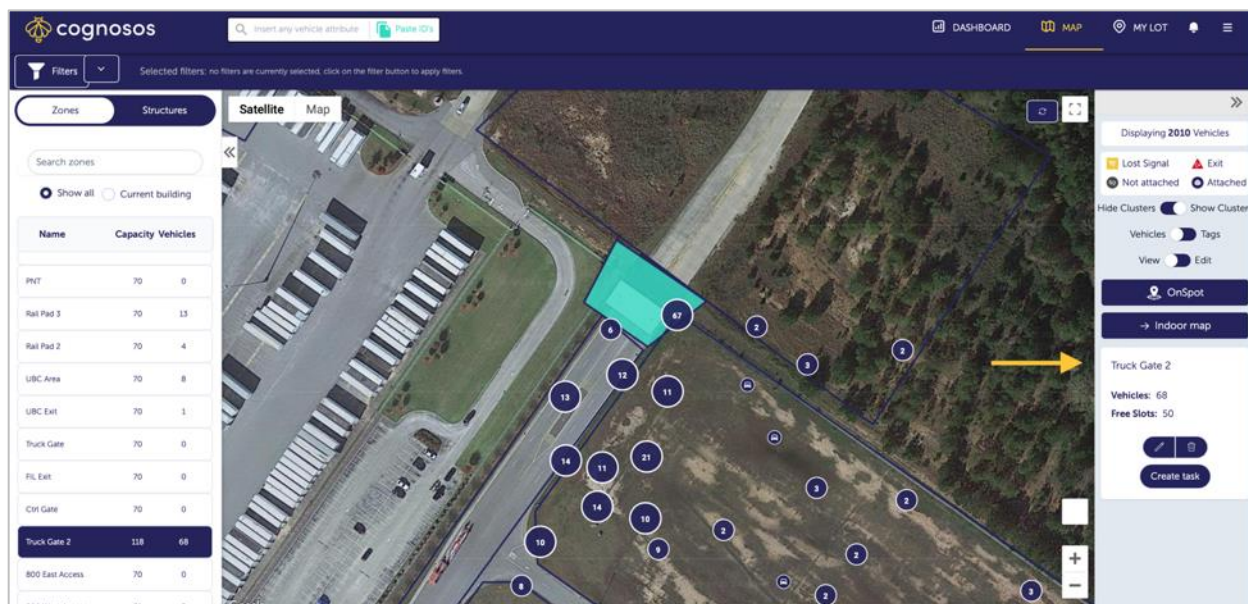 cognosos
Insert any vehicle attribute
Paste ID's
DASHBOARD
MAP
MY LOT
Filters
Selected filters: no filters are currently selected, click on the filter button to apply filters.
Zones
Structures
Search zones
Show all
Current building
Name Capacity Vehicles
PNT 70 0
Rail Pad 3 70 13
Rail Pad 2 70 4
UBC Area 70 8
UBC Exit 70 1
Truck Gate 70 0
FIL Exit 70 0
Ctrl Gate 70 0
Truck Gate 2 118 68
800 East Access 70 0
Satellite Map
67
6
2
3
2
12
13
11
14
11
21
3
2
14
10
10
9
2
2
8
2
3
Displaying 2010 Vehicles
Lost Signal Exit
Not attached Attached
Hide Clusters Show Cluster
Vehicles Tags
View Edit
OnSpot
→ Indoor map
Truck Gate 2
Vehicles: 68
Free Slots: 50
Create task
+
−